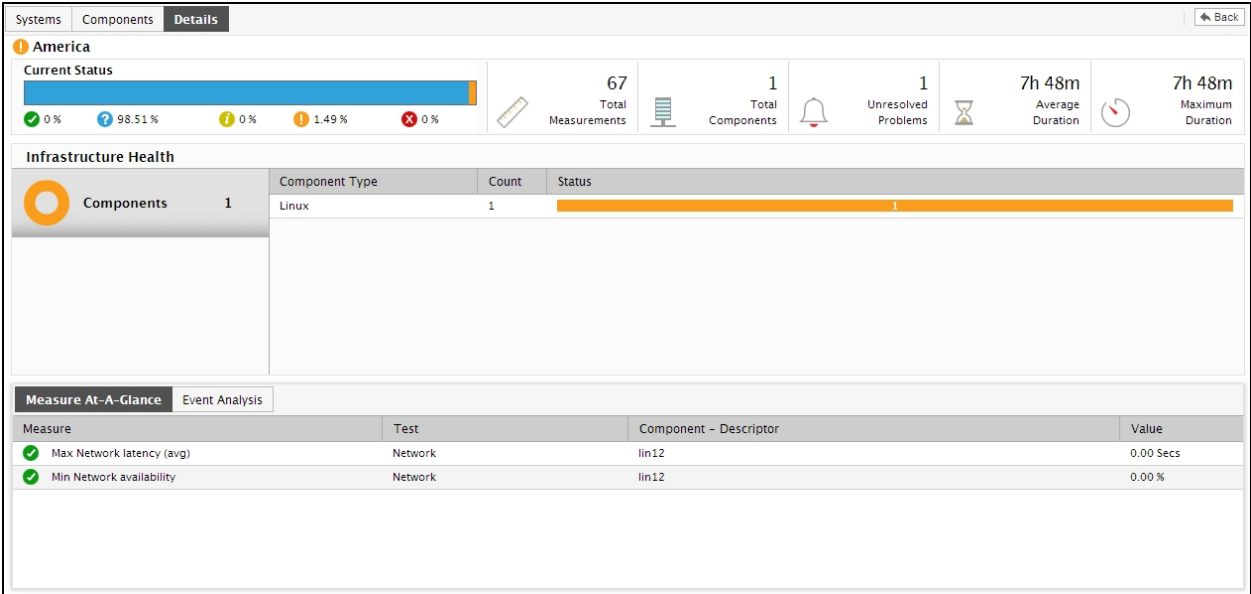 Systems Components Details Back
America
Current Status
0 % 98.51 % 0 % 1.49 % 0 %
67
Total
Measurements
1
Total
Components
1
Unresolved
Problems
7h 48m
Average
Duration
7h 48m
Maximum
Duration
Infrastructure Health
Components 1
Component Type Count Status
Linux 1 1
Measure At-A-Glance Event Analysis
Measure Test Component - Descriptor Value
Max Network latency (avg) Network lin12 0.00 Secs
Min Network availability Network lin12 0.00 %